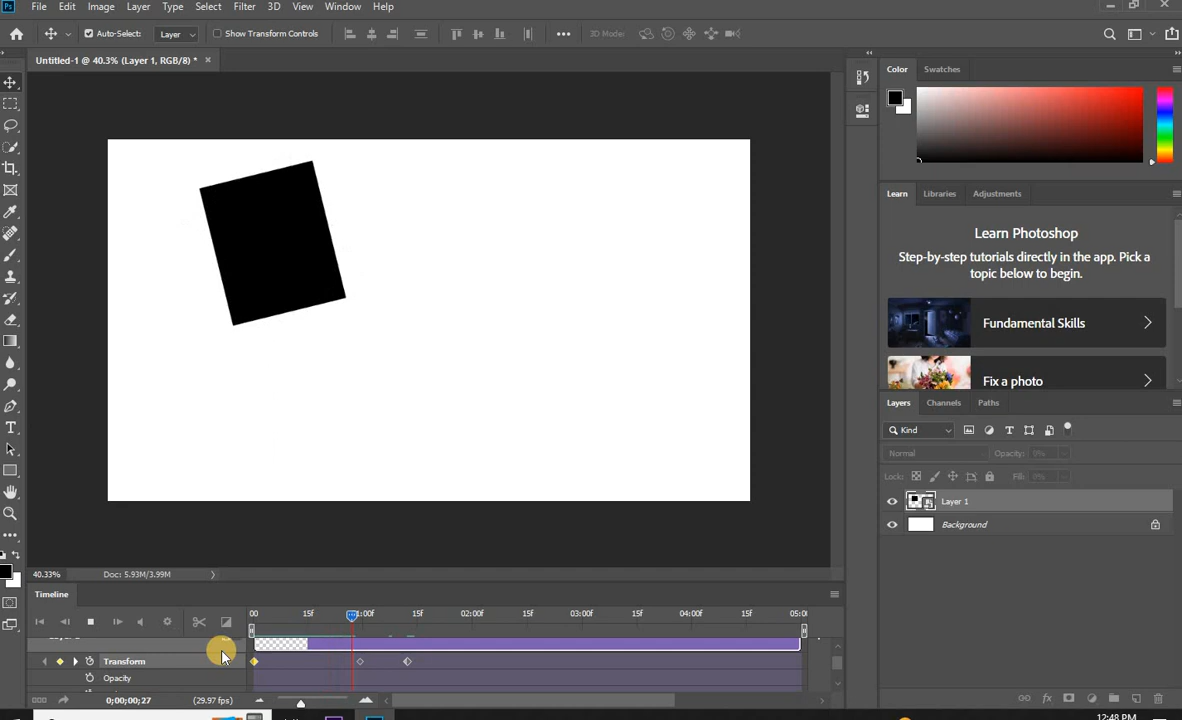 Ps File Edit Image Layer Type Select Filter 3D View Window Help
Auto-Select: Layer Show Transform Controls 3D Mode:
Untitled-1 @ 40.3% (Layer 1, RGB/8) *
Color Swatches
Learn Libraries Adjustments
Learn Photoshop
Step-by-step tutorials directly in the app. Pick a
topic below to begin.
Fundamental Skills
Fix a photo
Layers Channels Paths
Kind
Normal Opacity: 0%
Lock: Fill: 0%
Layer 1
Background
40.33% Doc: 5.93M/3.99M
Timeline
00 15f 1:00f 15f 02:00f 15f 03:00f 15f 04:00f 15f 05:0
Transform
Opacity
0;00;00;27 (29.97 fps)
12:48 PM